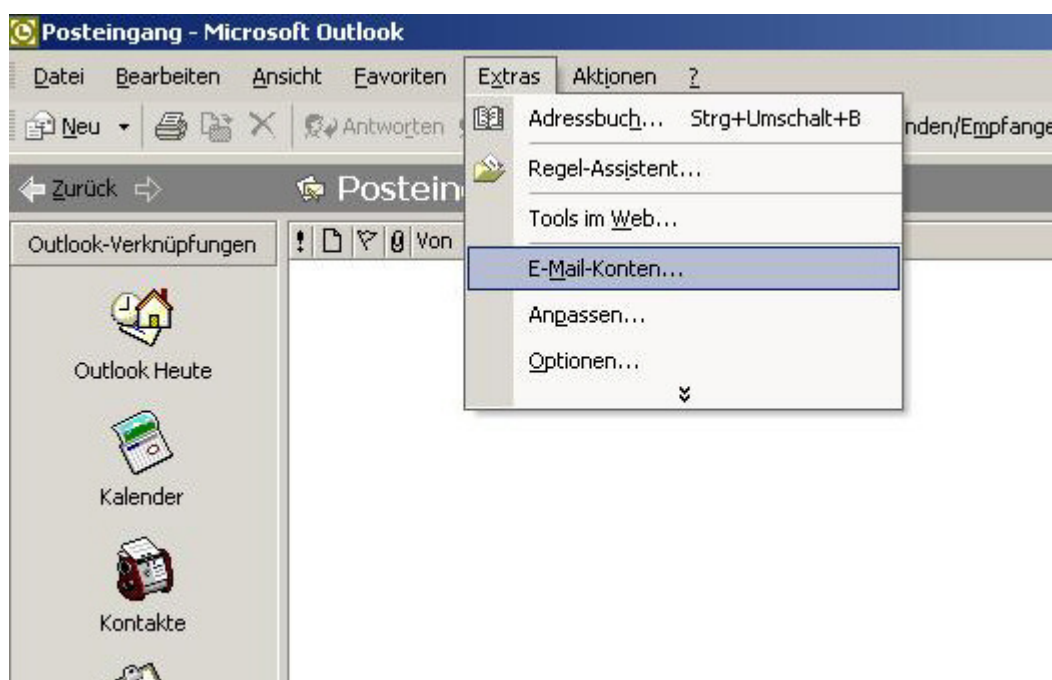 Posteingang - Microsoft Outlook
Datei Bearbeiten Ansicht Favoriten Extras Aktionen ?
Neu Antworten nden/Empfange
Adressbuch... Strg+Umschalt+B
Regel-Assistent...
Zurück Postein
Tools im Web...
Outlook-Verknüpfungen Von
E-Mail-Konten...
Anpassen...
Optionen...
Outlook Heute
Kalender
Kontakte